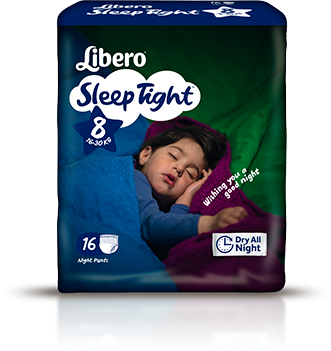 Libero
Sleep Tight
8
16-30 KG
Wishing you a
good night
16
Night Pants
Dry All
Night